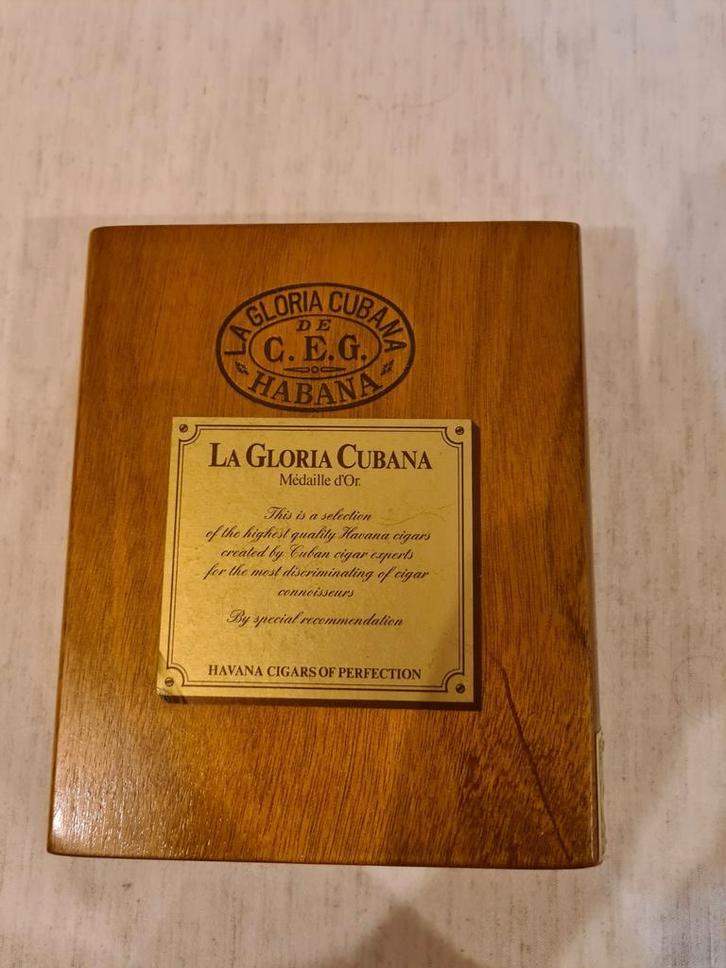 LA GLORIA CUBANA
DE
C. E. G.
HABANA
LA GLORIA CUBANA
Médaille d'Or.
This is a selection
of the highest quality Havana cigars
created by Cuban cigar experts
for the most discriminating of cigar
connoisseurs
By special recommendation
HAVANA CIGARS OF PERFECTION